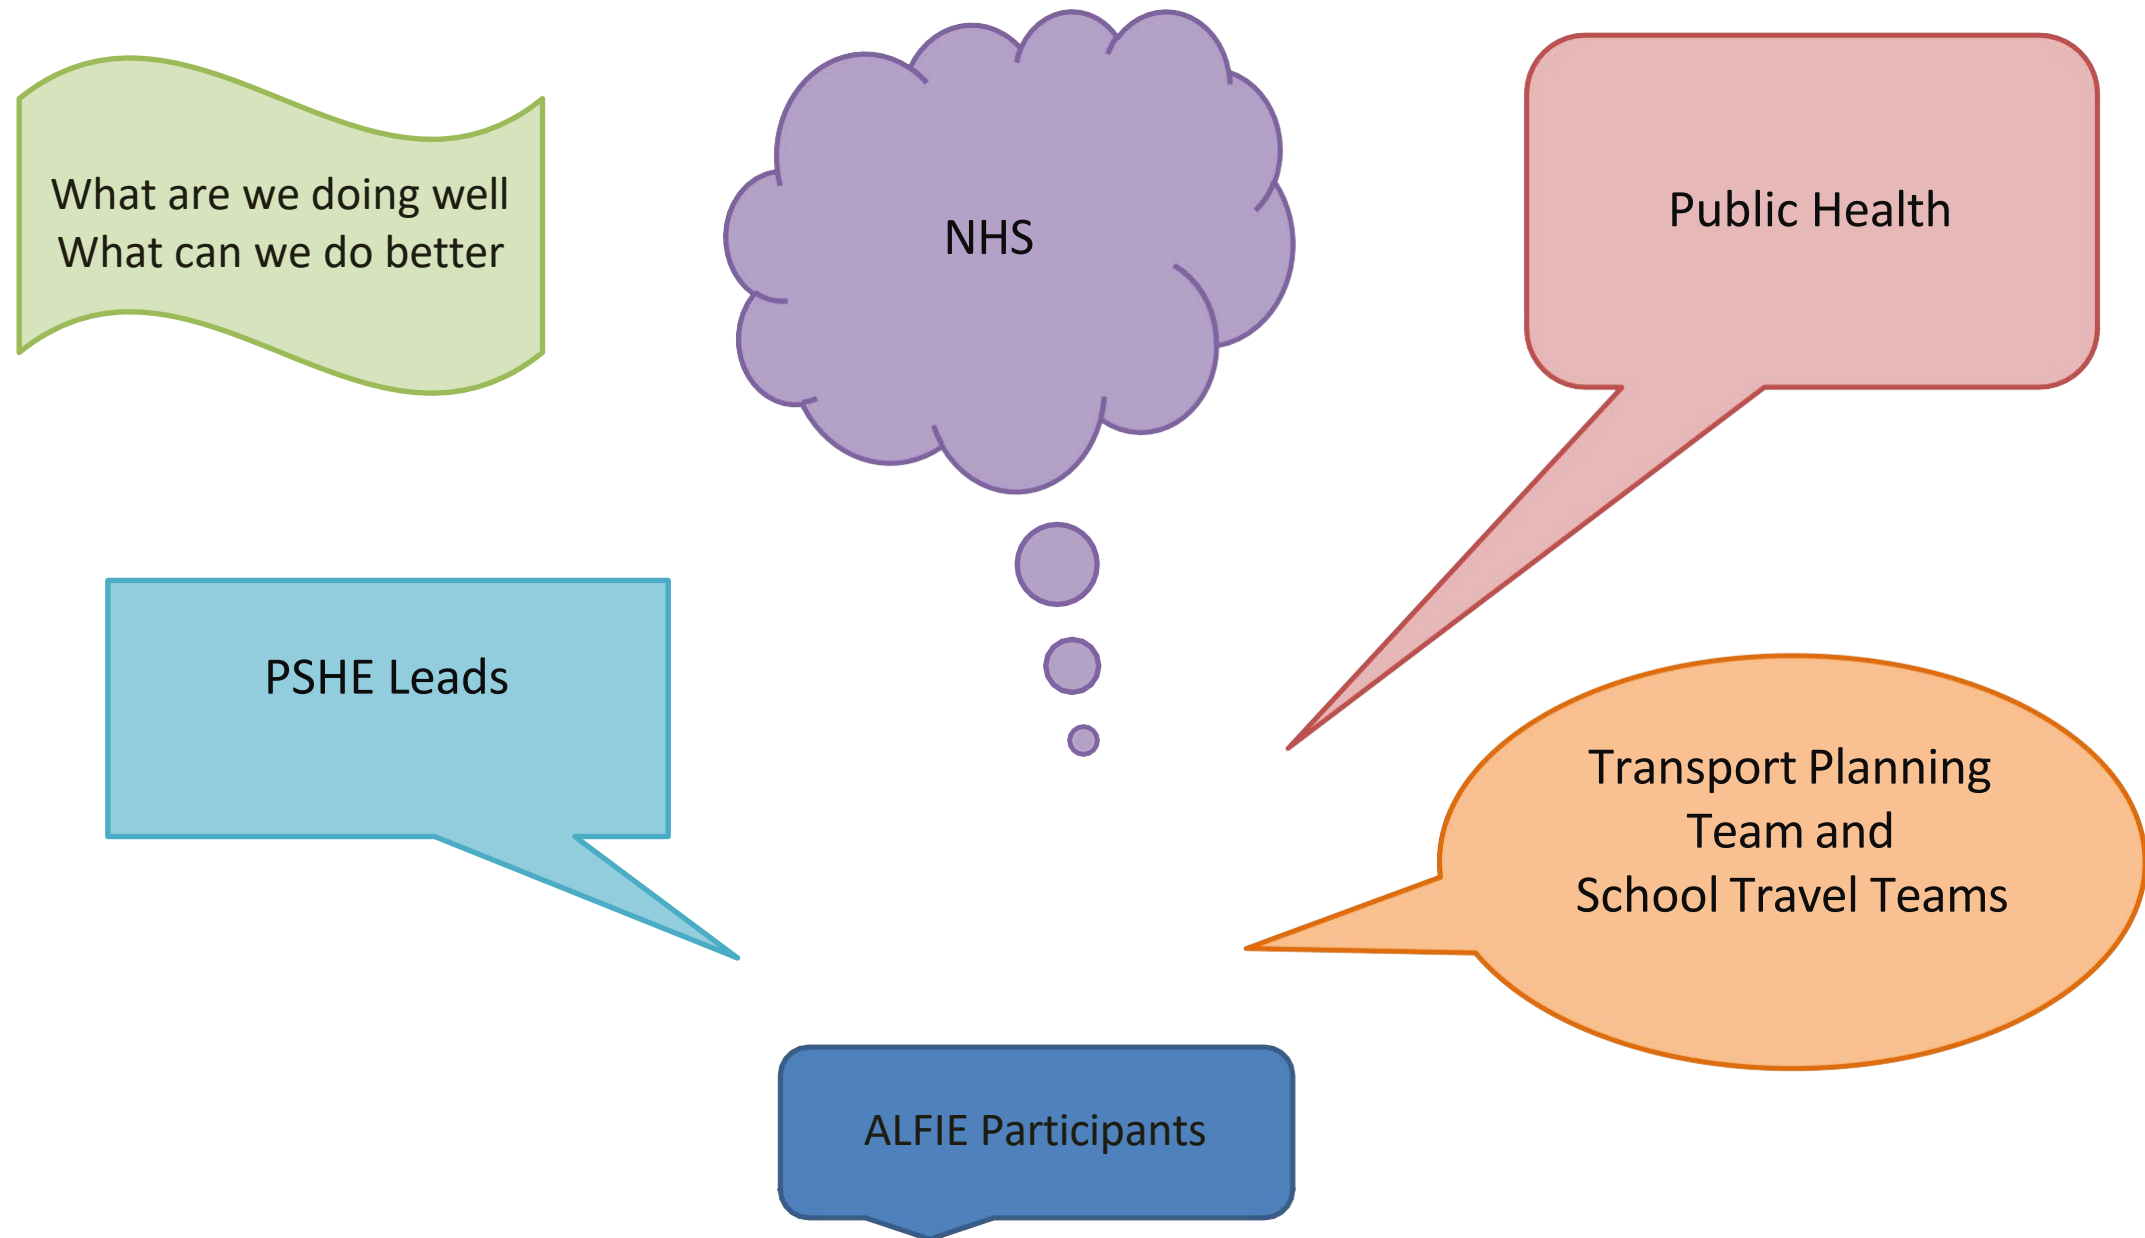 What are we doing well
What can we do better
NHS
Public Health
PSHE Leads
Transport Planning
Team and
School Travel Teams
ALFIE Participants